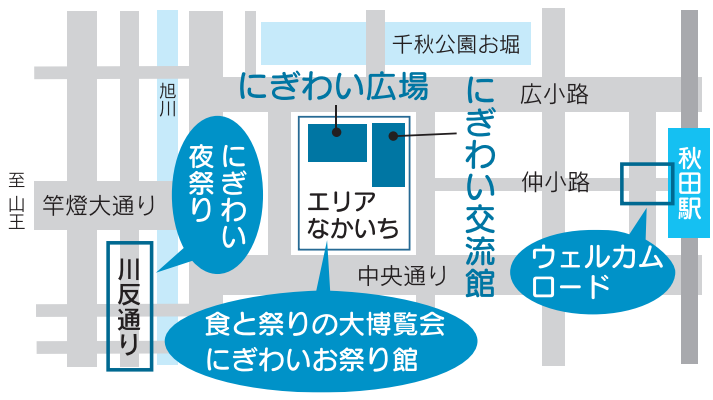 千秋公園お堀
にぎわい広場
旭川
広小路
にぎわい交流館
にぎわい
夜祭り
秋田駅
至 山王
竿燈大通り
エリア
なかいち
仲小路
ウェルカム
ロード
川反通り
中央通り
食と祭りの大博覧会
にぎわいお祭り館